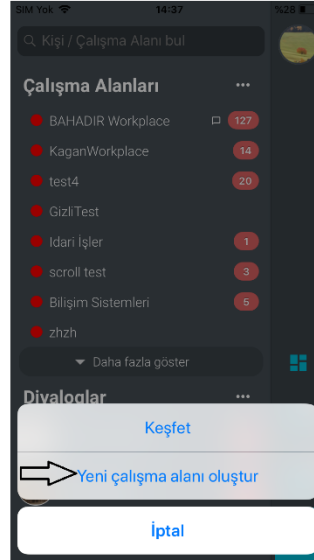 SIM Yok 14:37 %28
Kişi / Çalışma Alanı bul
Çalışma Alanları
BAHADIR Workplace 127
KaganWorkplace 14
test4 20
GizliTest
Idari İşler 1
scroll test 3
Bilişim Sistemleri 5
zhzh
Daha fazla göster
Diyaloglar
Keşfet
Yeni çalışma alanı oluştur
İptal